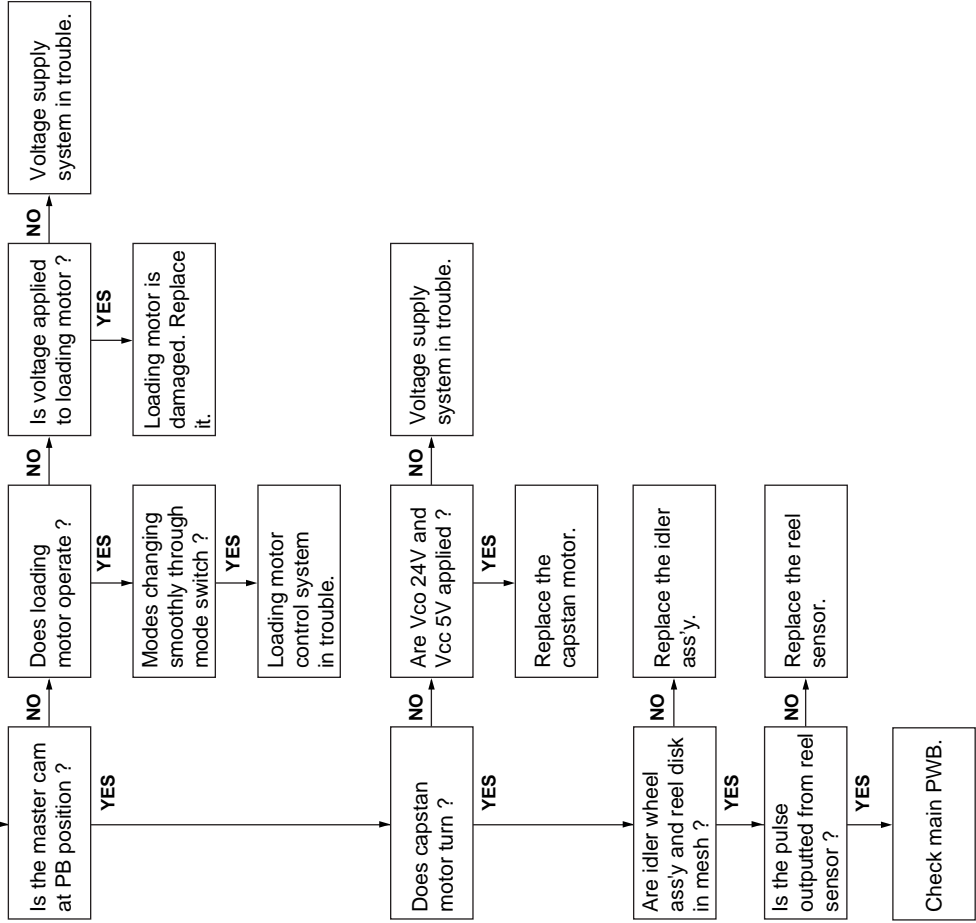 Is the master cam
at PB position ?
NO
Does loading
motor operate ?
NO
Is voltage applied
to loading motor ?
NO
Voltage supply
system in trouble.
YES
YES
YES
Modes changing
smoothly through
mode switch ?
Loading motor is
damaged. Replace
it.
YES
Loading motor
control system
in trouble.
Does capstan
motor turn ?
NO
Are Vco 24V and
Vcc 5V applied ?
NO
Voltage supply
system in trouble.
YES
YES
Replace the
capstan motor.
Are idler wheel
ass'y and reel disk
in mesh ?
NO
Replace the idler
ass'y.
YES
Is the pulse
outputted from reel
sensor ?
NO
Replace the reel
sensor.
YES
Check main PWB.